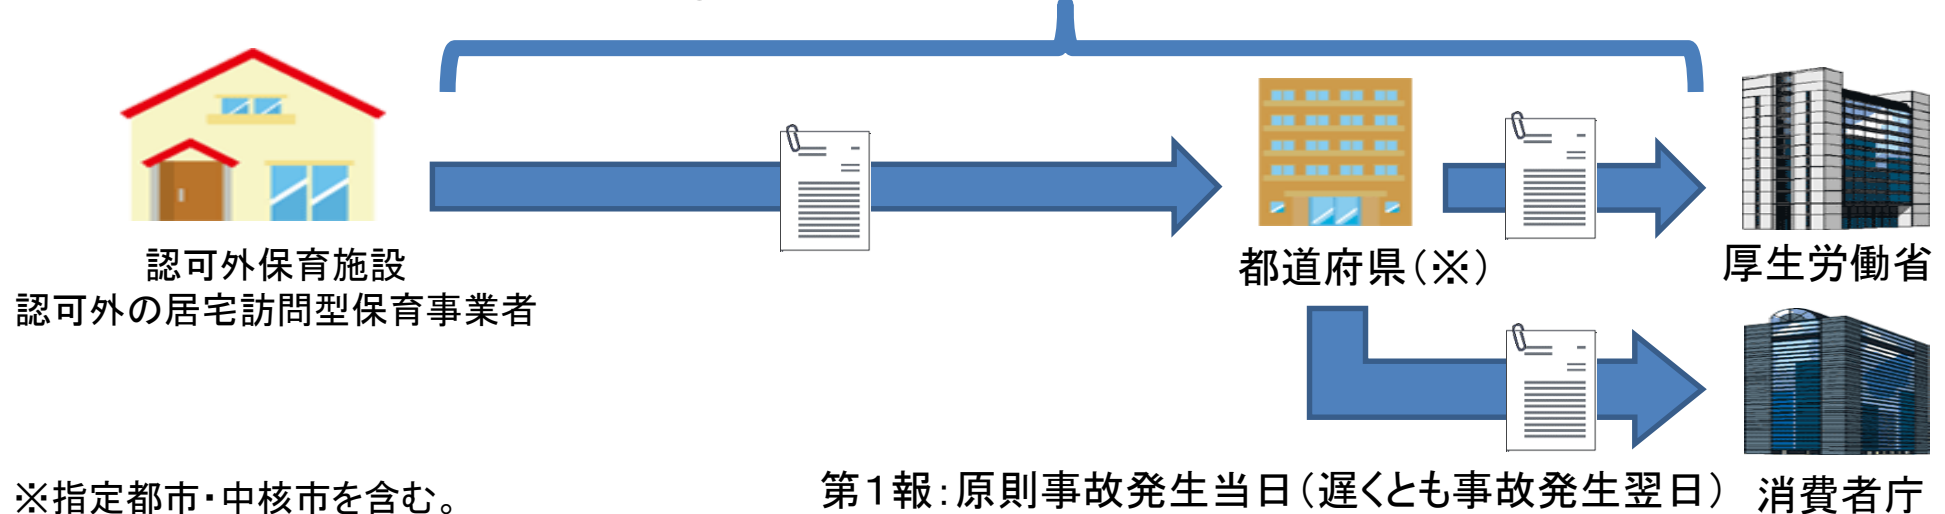 認可外保育施設
認可外の居宅訪問型保育事業者
都道府県(※)
厚生労働省
第1報:原則事故発生当日(遅くとも事故発生翌日)
消費者庁
※指定都市・中核市を含む。